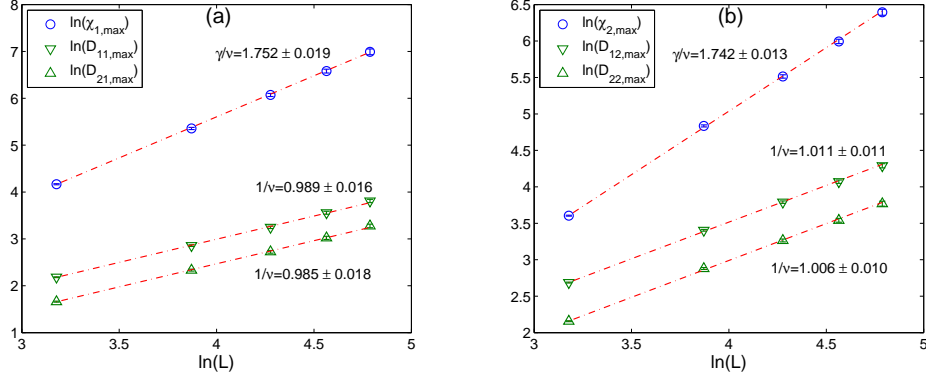 (a)
ln(χ1,max)
ln(D11,max)
ln(D21,max)
γ/ν=1.752 ± 0.019
1/ν=0.989 ± 0.016
1/ν=0.985 ± 0.018
8
7
6
5
4
3
2
1
3 3.5 4 4.5 5
ln(L)
(b)
ln(χ2,max)
ln(D12,max)
ln(D22,max)
γ/ν=1.742 ± 0.013
1/ν=1.011 ± 0.011
1/ν=1.006 ± 0.010
6.5
6
5.5
5
4.5
4
3.5
3
2.5
2
3 3.5 4 4.5 5
ln(L)